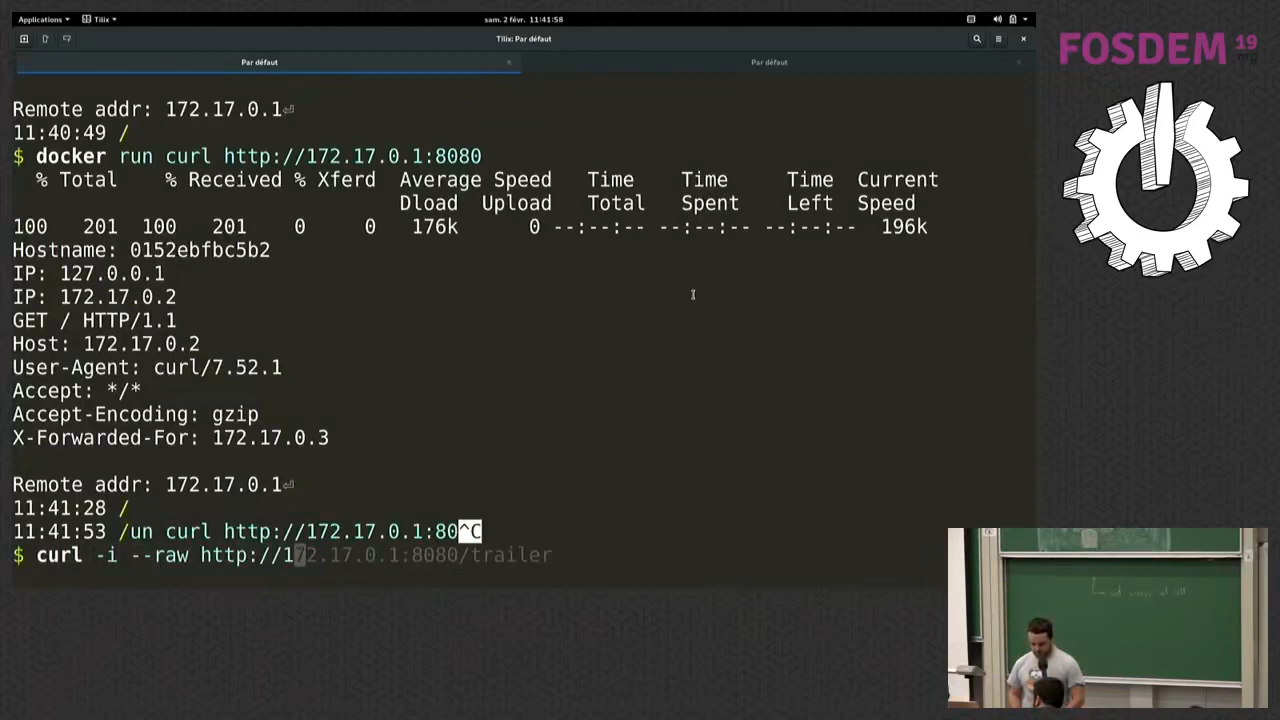 Applications Tilix sam. 2 févr. 11:41:58
Tilix: Par défaut
Par défaut Par défaut
FOSDEM 19
.org
Remote addr: 172.17.0.1⏎
11:40:49 /
$ docker run curl http://172.17.0.1:8080
% Total % Received % Xferd Average Speed Time Time Time Current
Dload Upload Total Spent Left Speed
100 201 100 201 0 0 176k 0 --:--:-- --:--:-- --:--:-- 196k
Hostname: 0152ebfbc5b2
IP: 127.0.0.1
IP: 172.17.0.2
GET / HTTP/1.1
Host: 172.17.0.2
User-Agent: curl/7.52.1
Accept: */*
Accept-Encoding: gzip
X-Forwarded-For: 172.17.0.3
Remote addr: 172.17.0.1⏎
11:41:28 /
11:41:53 /un curl http://172.17.0.1:80^C
$ curl -i --raw http://172.17.0.1:8080/trailer